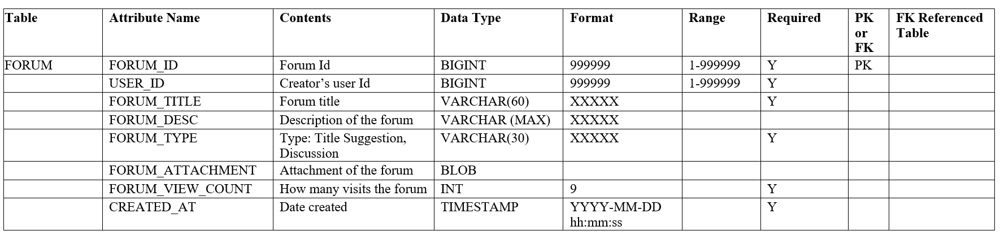 Table Attribute Name Contents Data Type Format Range Required PK or FK FK Referenced Table
FORUM FORUM_ID Forum Id BIGINT 999999 1-999999 Y PK
USER_ID Creator’s user Id BIGINT 999999 1-999999 Y
FORUM_TITLE Forum title VARCHAR(60) XXXXX Y
FORUM_DESC Description of the forum VARCHAR (MAX) XXXXX
FORUM_TYPE Type: Title Suggestion, Discussion VARCHAR(30) XXXXX Y
FORUM_ATTACHMENT Attachment of the forum BLOB
FORUM_VIEW_COUNT How many visits the forum INT 9 Y
CREATED_AT Date created TIMESTAMP YYYY-MM-DD hh:mm:ss Y